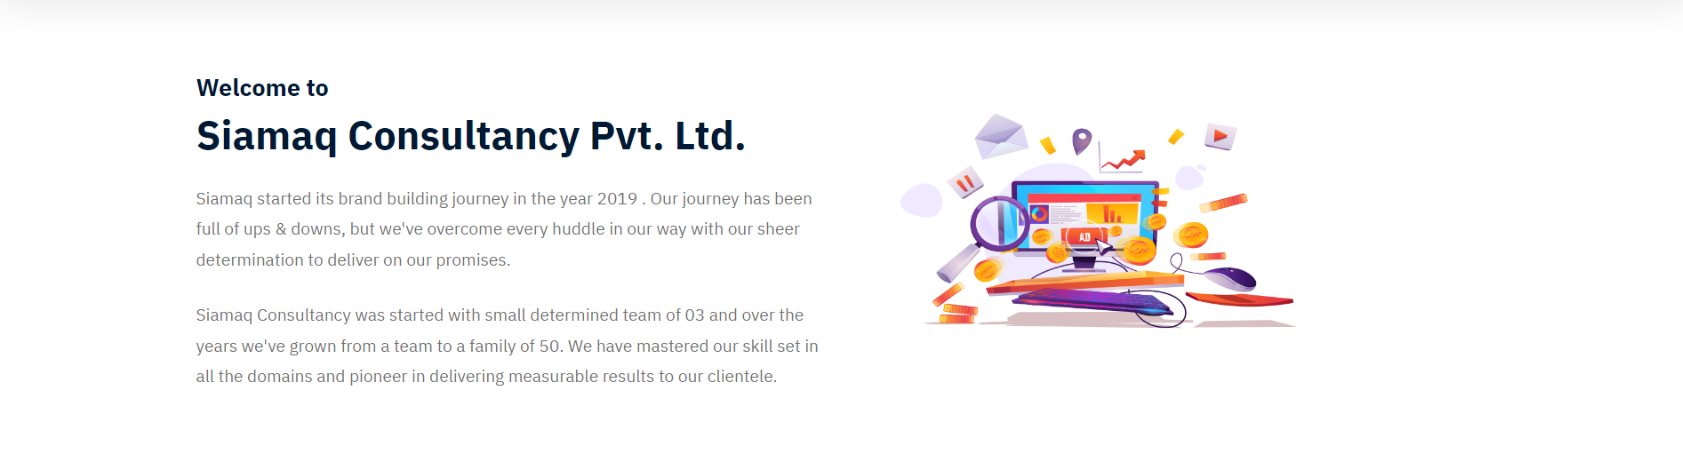 Welcome to
Siamaq Consultancy Pvt. Ltd.
Siamaq started its brand building journey in the year 2019 . Our journey has been
full of ups & downs, but we've overcome every huddle in our way with our sheer
determination to deliver on our promises.
Siamaq Consultancy was started with small determined team of 03 and over the
years we've grown from a team to a family of 50. We have mastered our skill set in
all the domains and pioneer in delivering measurable results to our clientele.
AD